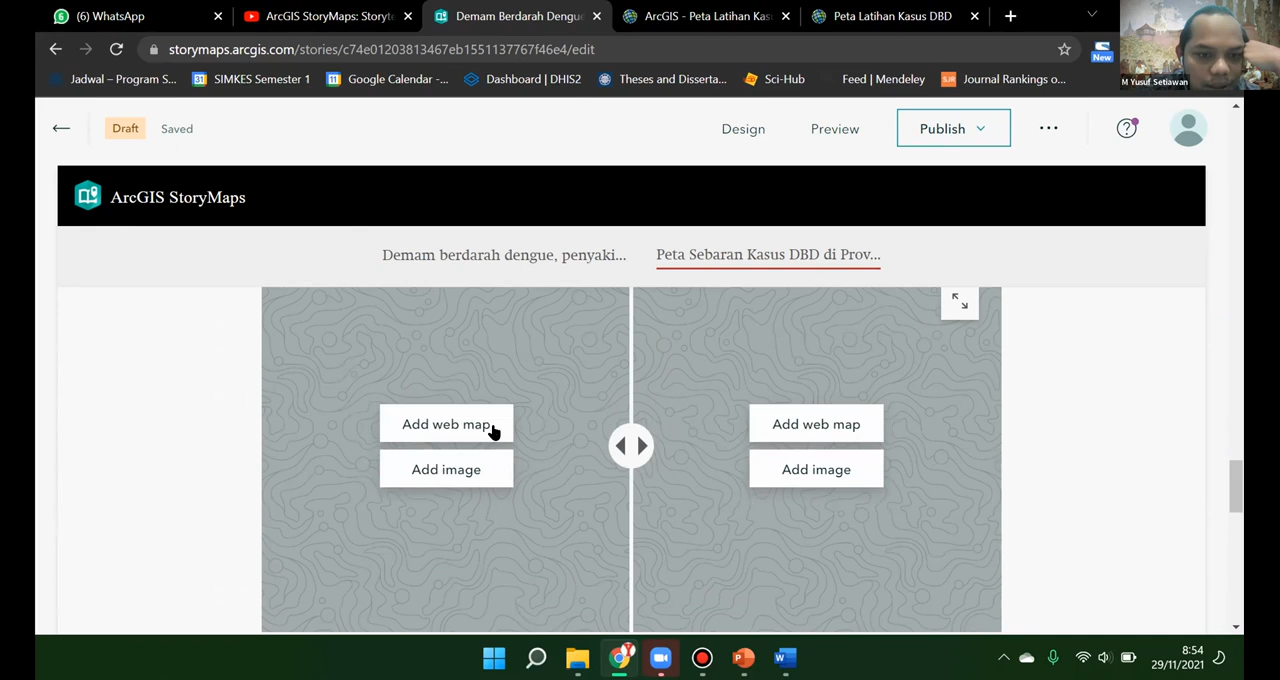 (6) WhatsApp
ArcGIS StoryMaps: Storyte
Demam Berdarah Dengue
ArcGIS - Peta Latihan Kas
Peta Latihan Kasus DBD
storymaps.arcgis.com/stories/c74e01203813467eb1551137767f46e4/edit
New
M Yusuf Setiawan
Jadwal – Program S...
SIMKES Semester 1
Google Calendar -...
Dashboard | DHIS2
Theses and Disserta...
Sci-Hub
Feed | Mendeley
Journal Rankings o...
Draft
Saved
Design
Preview
Publish
ArcGIS StoryMaps
Demam berdarah dengue, penyaki...
Peta Sebaran Kasus DBD di Prov...
Add web map
Add web map
Add image
Add image
8:54
29/11/2021